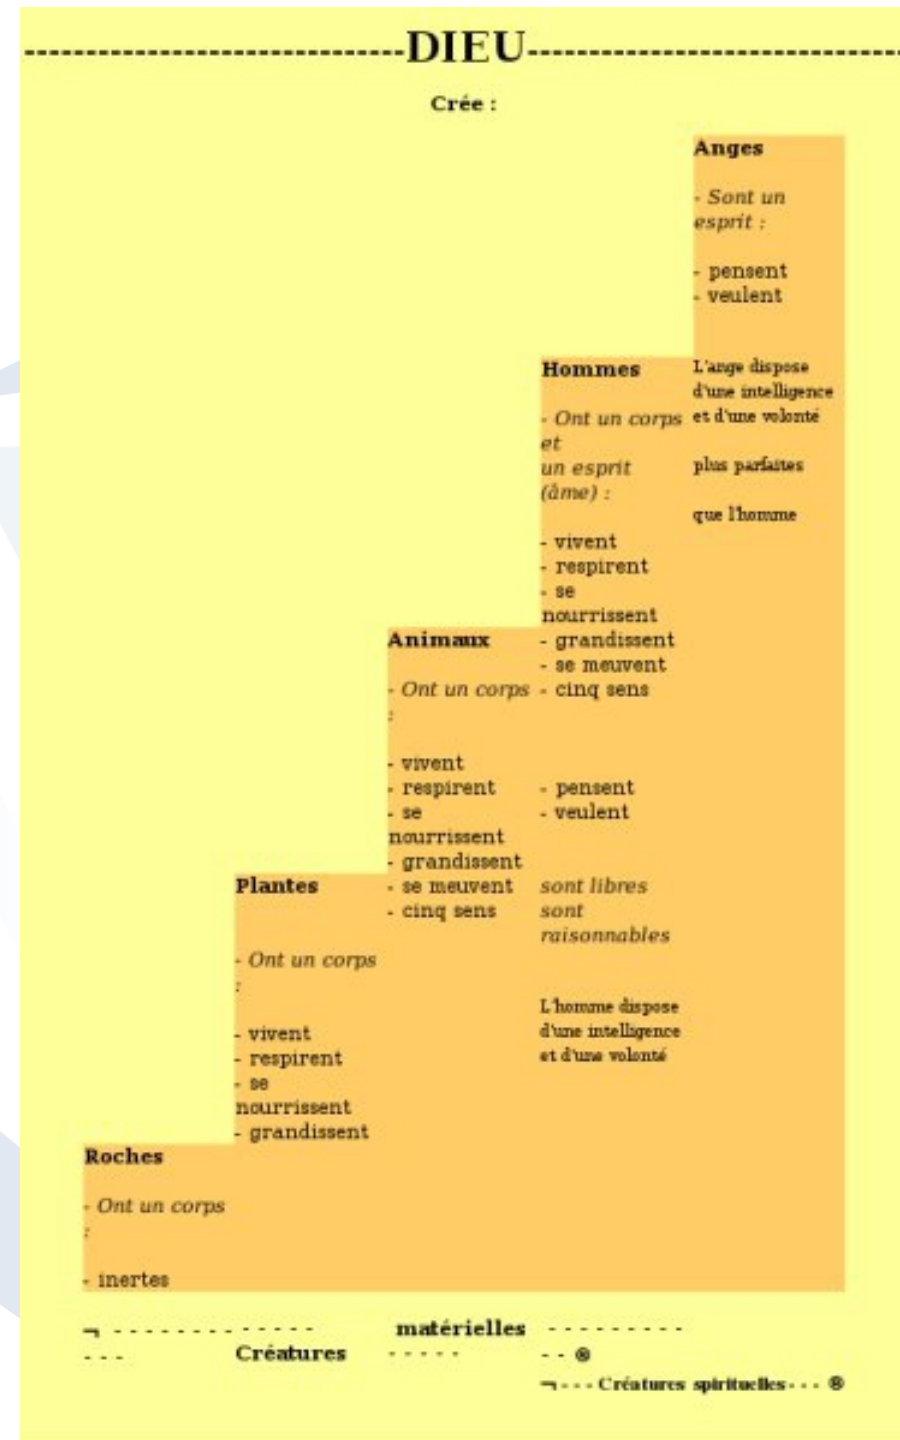 --------------------------------DIEU--------------------------------
Crée :
Anges
- Sont un
esprit :
- pensent
- veulent
L'ange dispose
d'une intelligence
et d'une volonté
plus parfaites
que l'homme
Hommes
- Ont un corps
et
un esprit
(âme) :
- vivent
- respirent
- se
nourrissent
- grandissent
- se meuvent
- cinq sens
- pensent
- veulent
sont libres
sont
raisonnables
L'homme dispose
d'une intelligence
et d'une volonté
Animaux
- Ont un corps
:
- vivent
- respirent
- se
nourrissent
- grandissent
- se meuvent
- cinq sens
Plantes
- Ont un corps
:
- vivent
- respirent
- se
nourrissent
- grandissent
Roches
- Ont un corps
:
- inertes
¬ - - - - - - - - - - - - - matérielles - - - - - - - - -
- - - Créatures - - - - - - - ®
¬ - - - Créatures spirituelles - - - ®